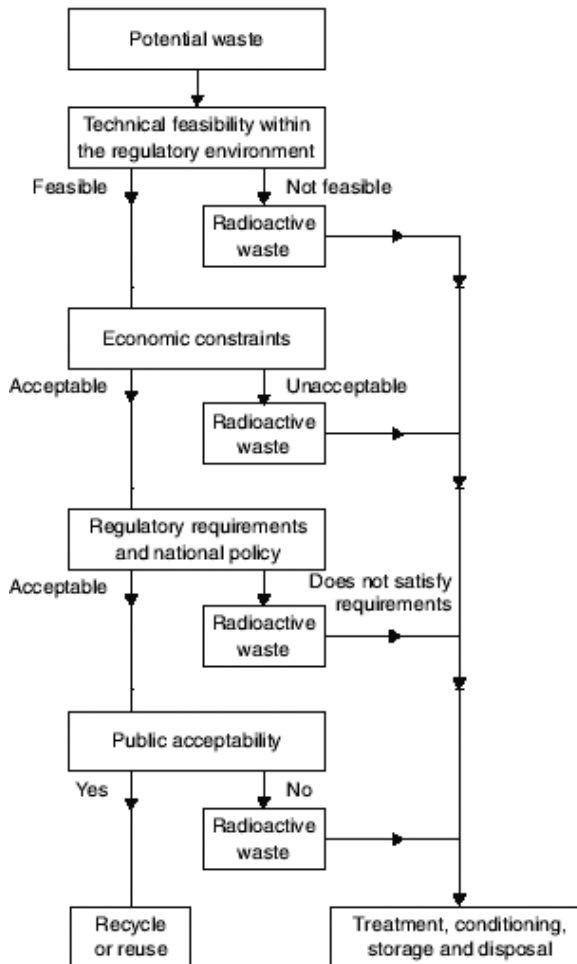 Potential waste
Technical feasibility within
the regulatory environment
Feasible
Not feasible
Radioactive
waste
Economic constraints
Acceptable
Unacceptable
Radioactive
waste
Regulatory requirements
and national policy
Acceptable
Does not satisfy
requirements
Radioactive
waste
Public acceptability
Yes
No
Radioactive
waste
Recycle
or reuse
Treatment, conditioning,
storage and disposal